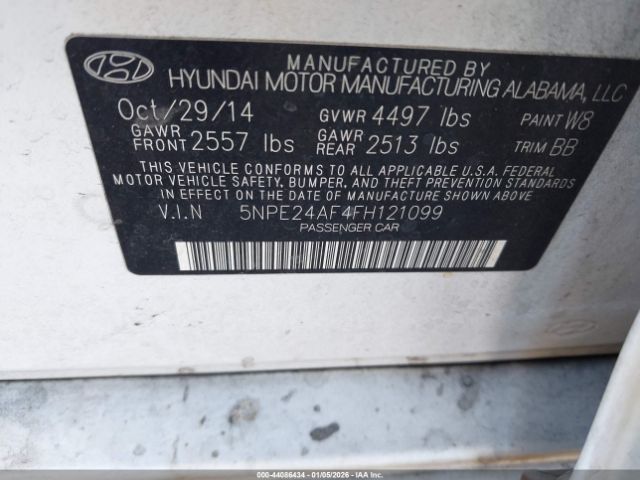 MANUFACTURED BY
HYUNDAI MOTOR MANUFACTURING ALABAMA, LLC
Oct/29/14 GVWR 4497 lbs PAINT W8
GAWR FRONT 2557 lbs GAWR REAR 2513 lbs TRIM BB
THIS VEHICLE CONFORMS TO ALL APPLICABLE U.S.A. FEDERAL
MOTOR VEHICLE SAFETY, BUMPER, AND THEFT PREVENTION STANDARDS
IN EFFECT ON THE DATE OF MANUFACTURE SHOWN ABOVE.
V.I.N 5NPE24AF4FH121099
PASSENGER CAR
000-44086434 - 01/05/2026 - IAA Inc.